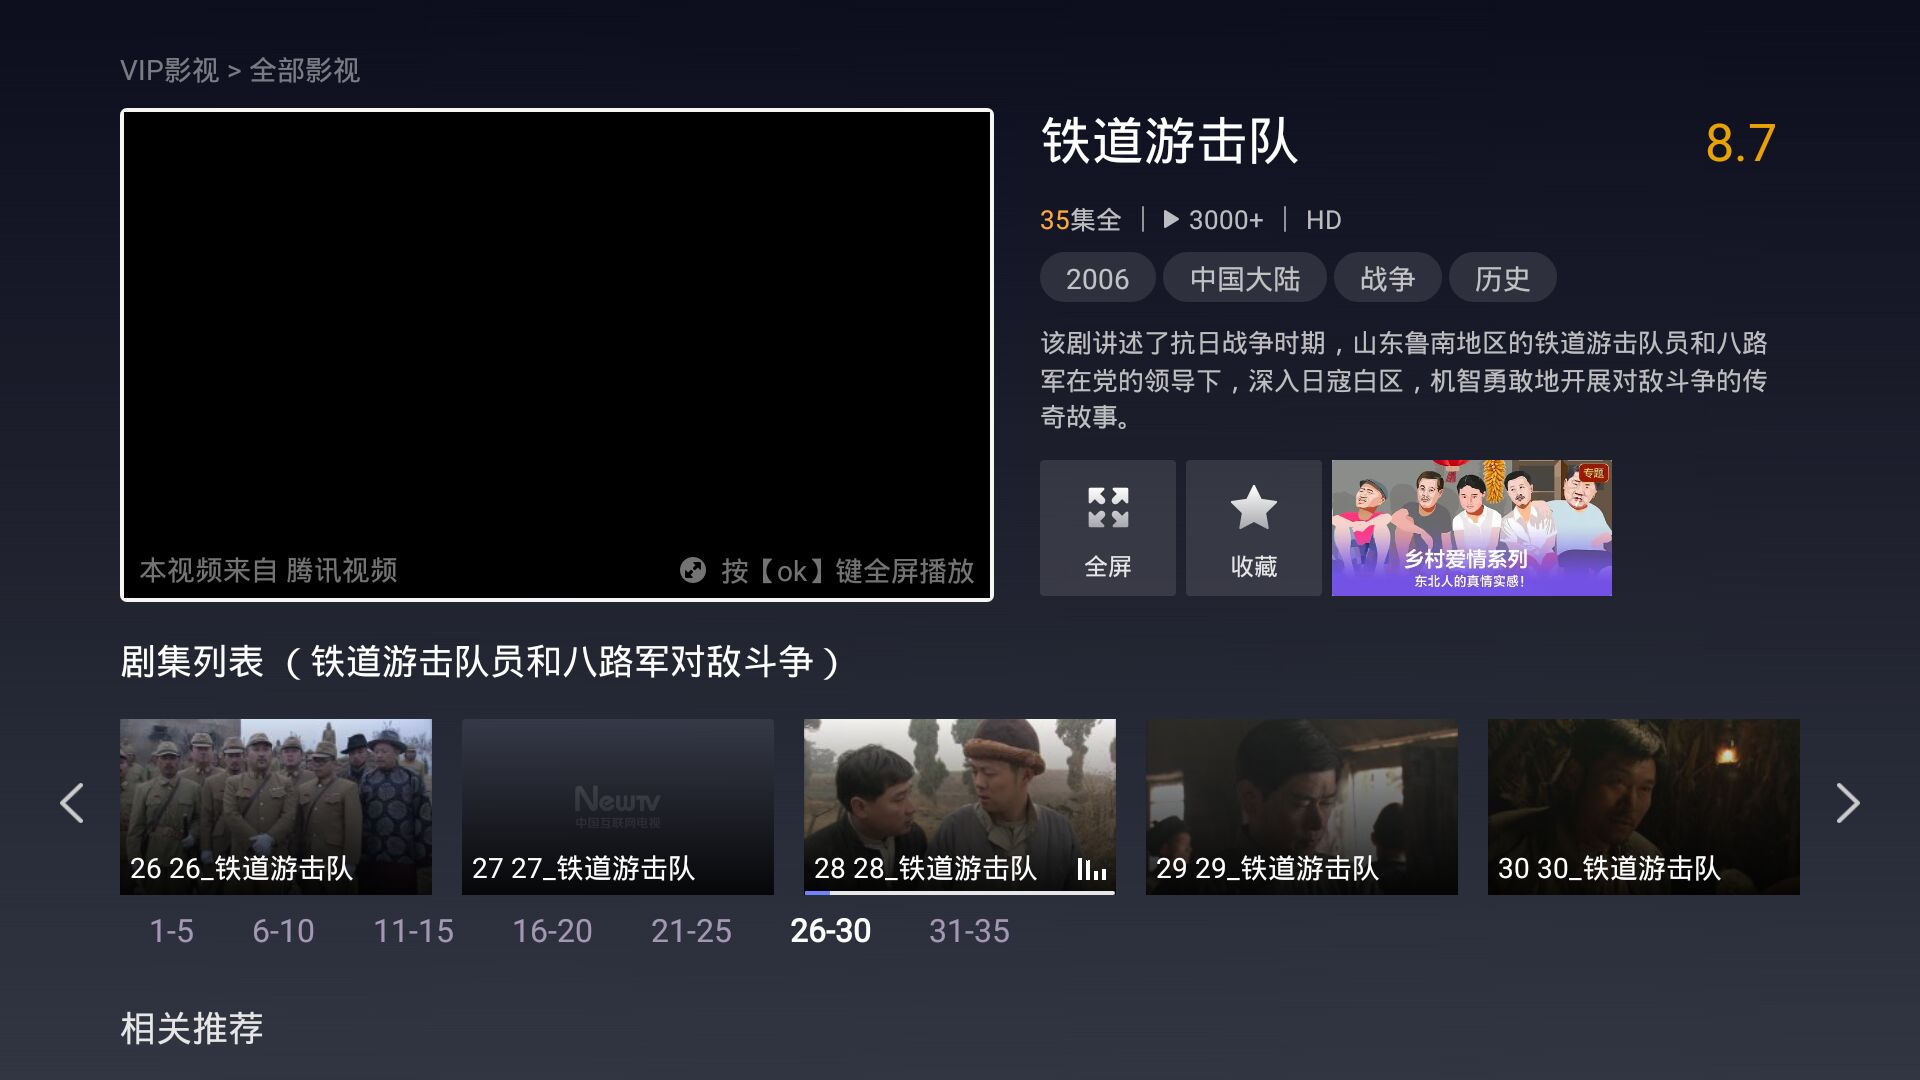 VIP影视 > 全部影视
铁道游击队
8.7
35集全 | 3000+ | HD
2006 中国大陆 战争 历史
该剧讲述了抗日战争时期，山东鲁南地区的铁道游击队员和八路
军在党的领导下，深入日寇白区，机智勇敢地开展对敌斗争的传
奇故事。
本视频来自 腾讯视频
按【ok】键全屏播放
全屏
收藏
专题
乡村爱情系列
东北人的真情实感！
剧集列表（铁道游击队员和八路军对敌斗争）
NewTV
中国互联网电视
26 26_铁道游击队
27 27_铁道游击队
28 28_铁道游击队
29 29_铁道游击队
30 30_铁道游击队
1-5 6-10 11-15 16-20 21-25 26-30 31-35
相关推荐